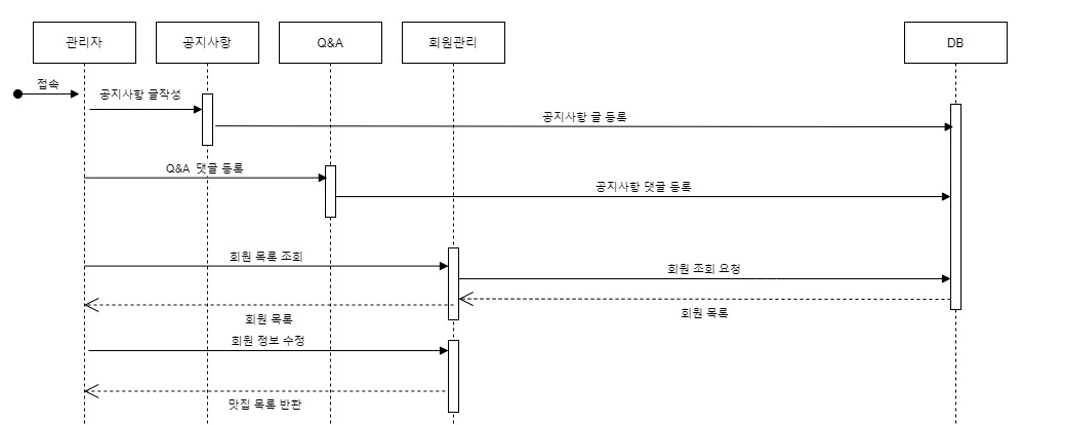 관리자
공지사항
Q&A
회원관리
DB
접속
공지사항 글작성
공지사항 글 등록
Q&A 댓글 등록
공지사항 댓글 등록
회원 목록 조회
회원 조회 요청
회원 목록
회원 목록
회원 정보 수정
맛집 목록 반환